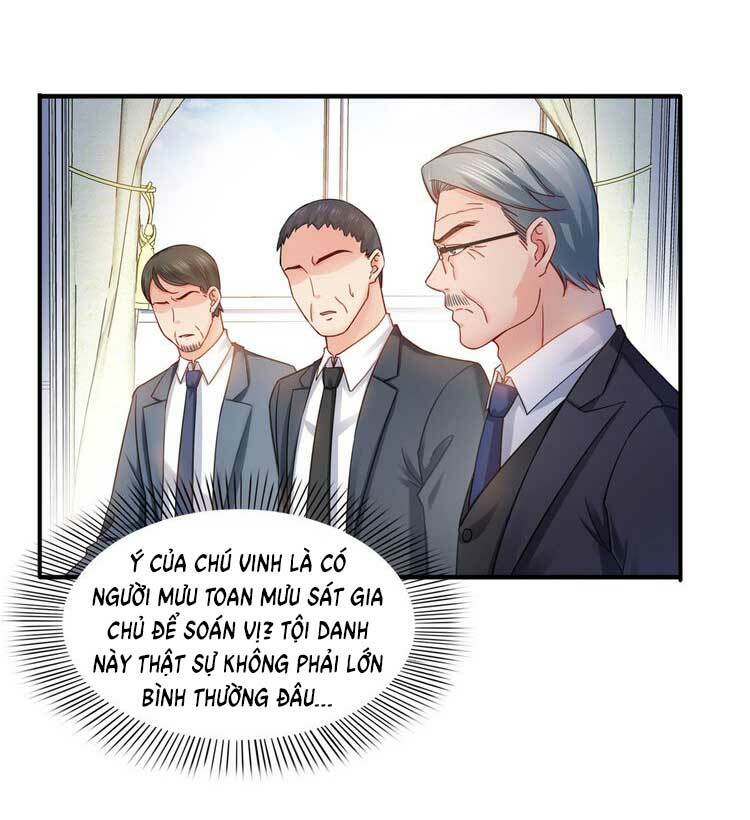 Ý CỦA CHÚ VINH LÀ CÓ
NGƯỜI MƯU TOAN MƯU SÁT GIA
CHỦ ĐỂ SOÁN VỊ? TỘI DANH
NÀY THẬT SỰ KHÔNG PHẢI LỚN
BÌNH THƯỜNG ĐÂU...